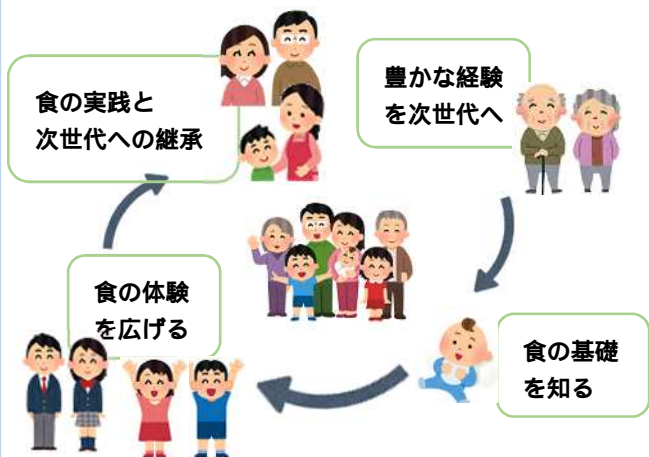 食の実践と
次世代への継承
豊かな経験
を次世代へ
食の体験
を広げる
食の基礎
を知る